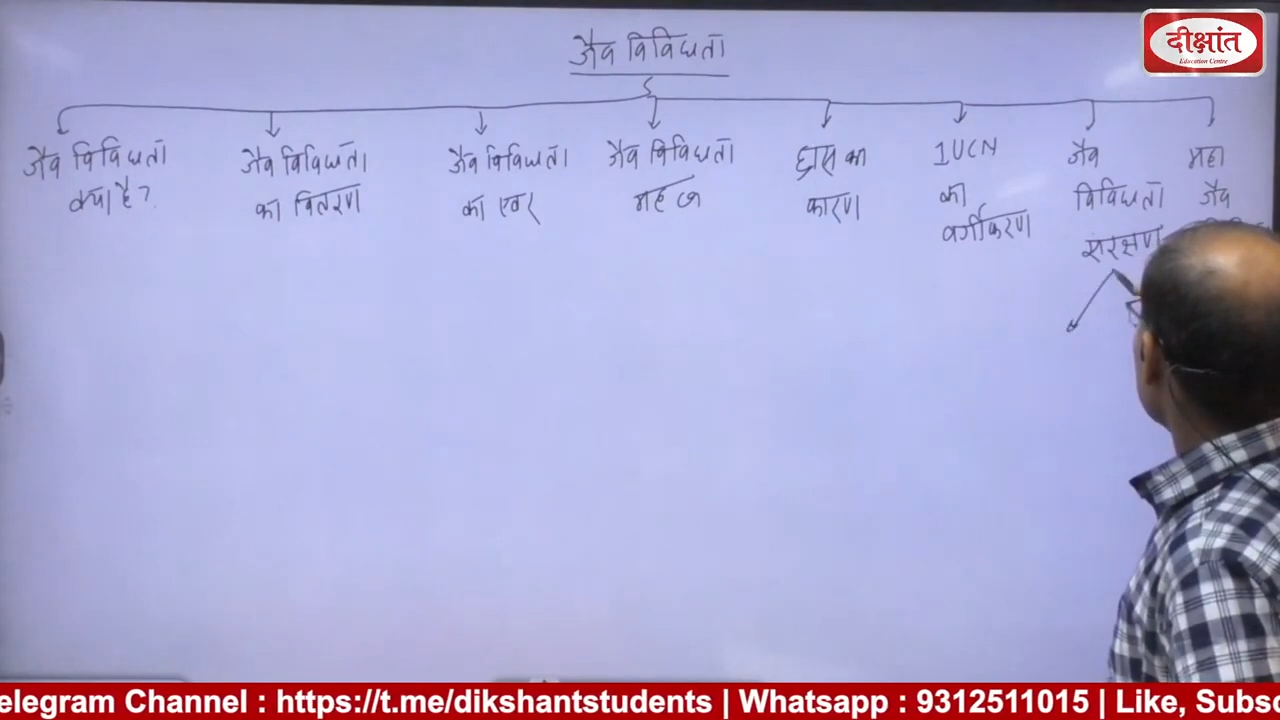 दीक्षांत
Education Centre
जैव विविधता
जैव विविधता
क्या है?
जैव विविधता
का वितरण
जैव विविधता
का स्तर
जैव विविधता
महत्व
ह्रास का
कारण
IUCN
का
वर्गीकरण
जैव
विविधता
संरक्षण
महा
जैव
elegram Channel : https://t.me/dikshantstudents | Whatsapp : 9312511015 | Like, Subsc